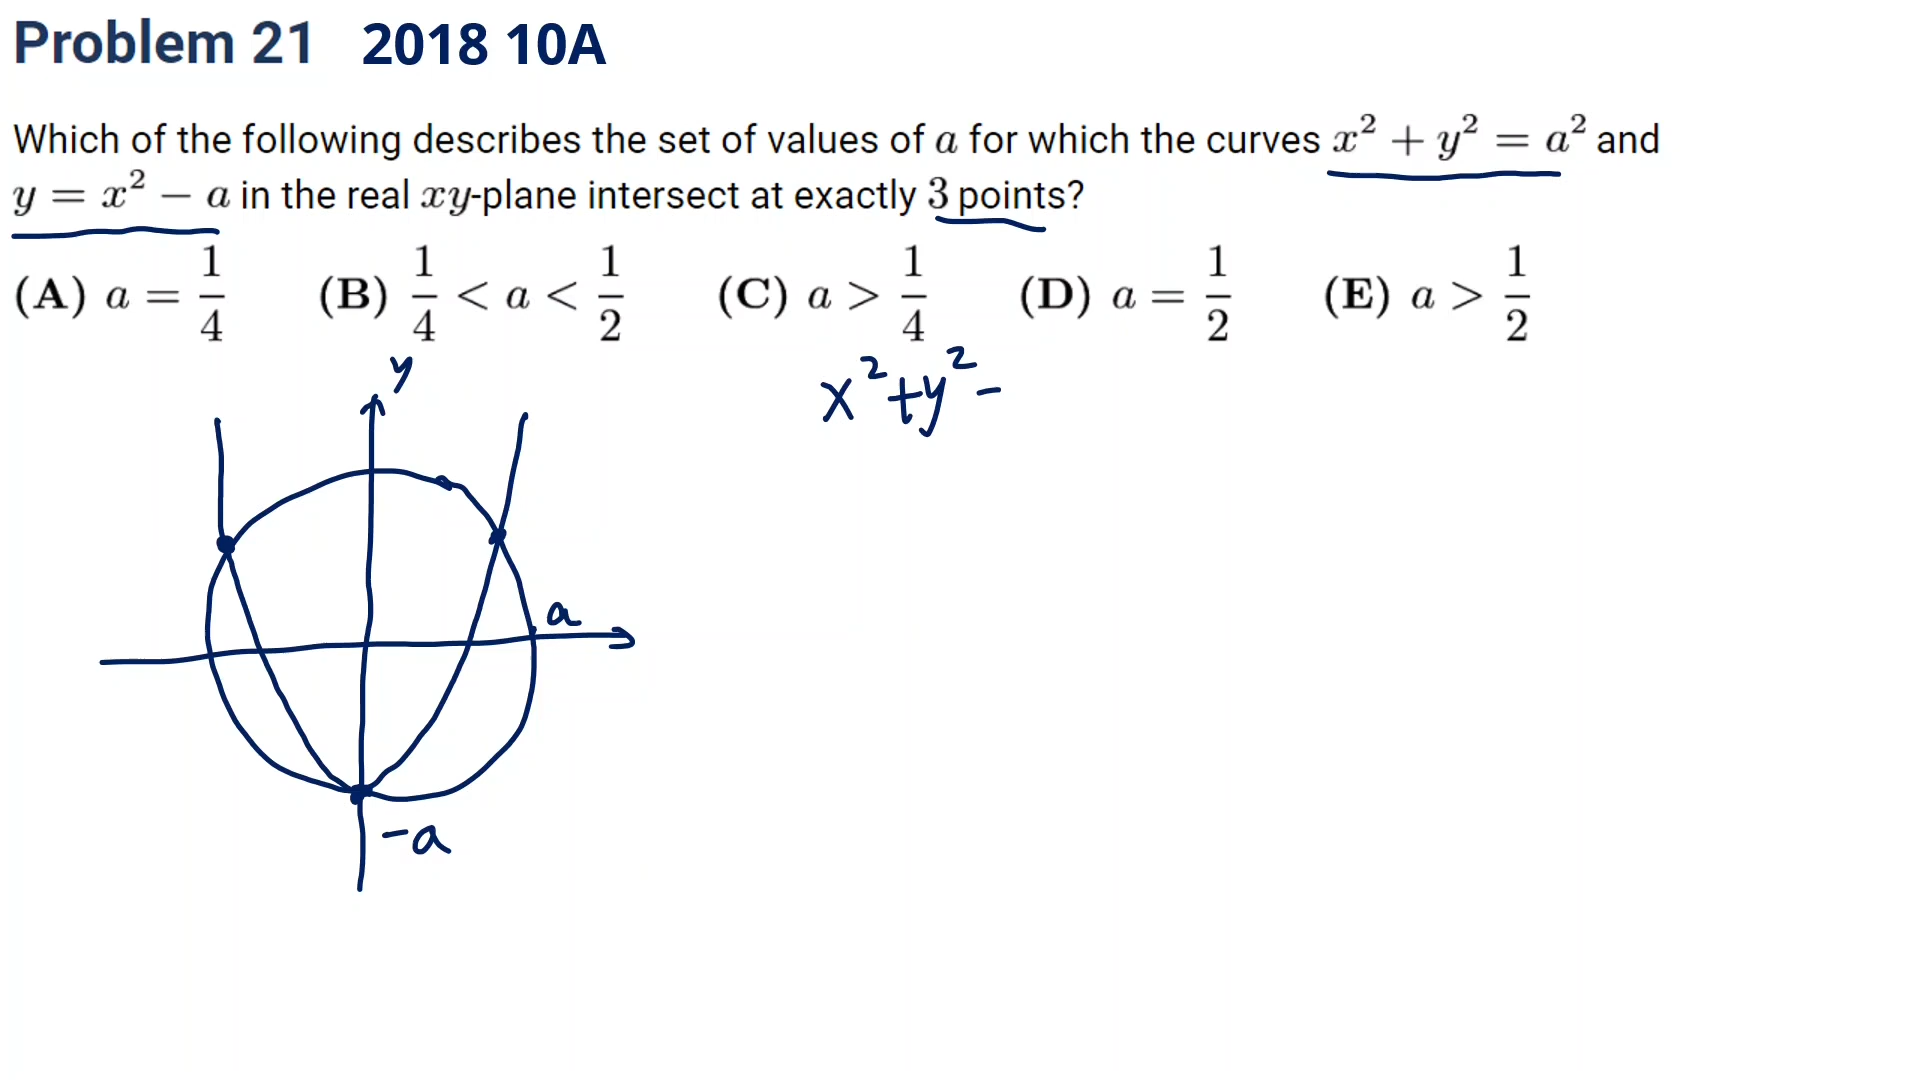 Problem 21 2018 10A
Which of the following describes the set of values of a for which the curves x² + y² = a² and
y = x² − a in the real xy-plane intersect at exactly 3 points?
(A) a = 1/4 (B) 1/4 < a < 1/2 (C) a > 1/4 (D) a = 1/2 (E) a > 1/2
y
x²+y²-
a
-a